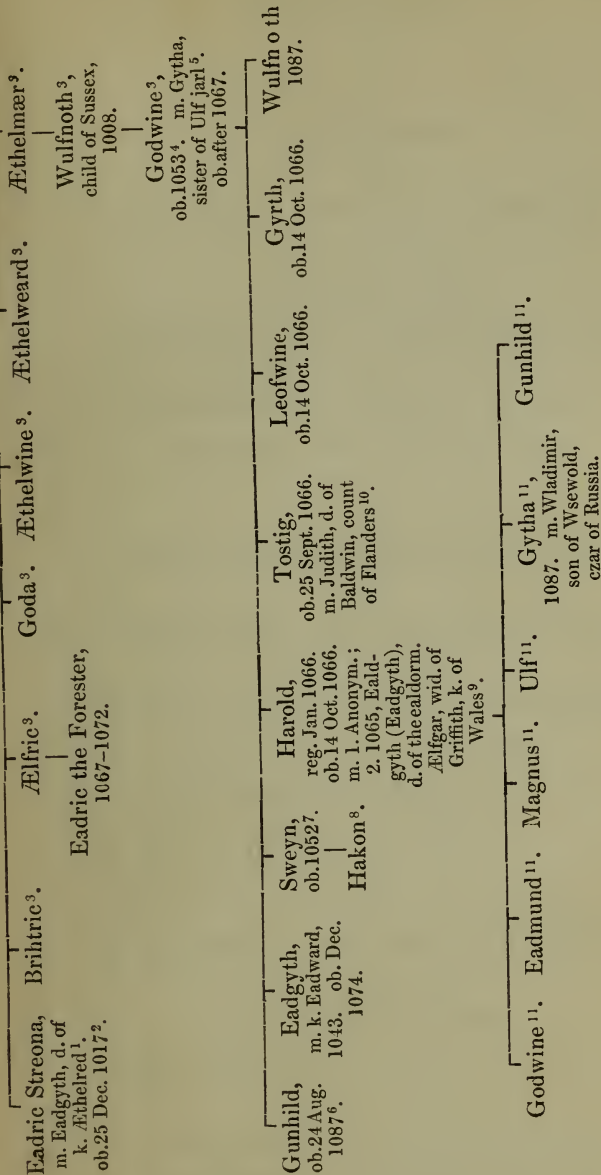 Eadric Streona,
m. Eadgyth, d. of
k. Æthelred¹.
ob.25 Dec. 1017².
Brihtric³.
Ælfric³.
Eadric the Forester,
1067–1072.
Goda³.
Æthelwine³.
Æthelweard³.
Æthelmær³.
Wulfnoth³,
child of Sussex,
1008.
Godwine³,
ob.1053⁴. m. Gytha,
sister of Ulf jarl⁵.
ob.after 1067.
Gunhild,
ob.24 Aug.
1087⁶.
Eadgyth,
m. k. Eadward,
1043. ob. Dec.
1074.
Sweyn,
ob.1052⁷.
Hakon⁸.
Harold,
reg. Jan. 1066.
ob.14 Oct.1066.
m. 1. Anonym.;
2. 1065, Eald-
gyth (Eadgyth),
d. of the ealdorm.
Ælfgar, wid. of
Griffith, k. of
Wales⁹.
Tostig,
ob.25 Sept. 1066.
m. Judith, d. of
Baldwin, count
of Flanders¹⁰.
Leofwine,
ob.14 Oct. 1066.
Gyrth,
ob.14 Oct. 1066.
Wulfnoth
1087.
Godwine¹¹. Eadmund¹¹. Magnus¹¹. Ulf¹¹.
Gytha¹¹,
1087. m. Wladimir,
son of Wsewold,
czar of Russia.
Gunhild¹¹.